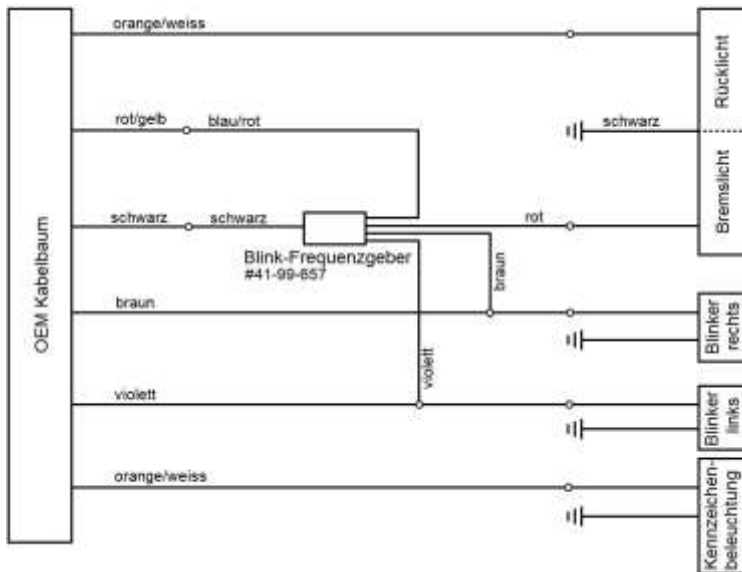 orange/weiss
Rücklicht
rot/gelb
blau/rot
schwarz
Bremslicht
schwarz
schwarz
rot
Blink-Frequenzgeber
#41-99-657
braun
OEM Kabelbaum
braun
Blinker
rechts
violett
violett
Blinker
links
orange/weiss
Kennzeichen-
beleuchtung